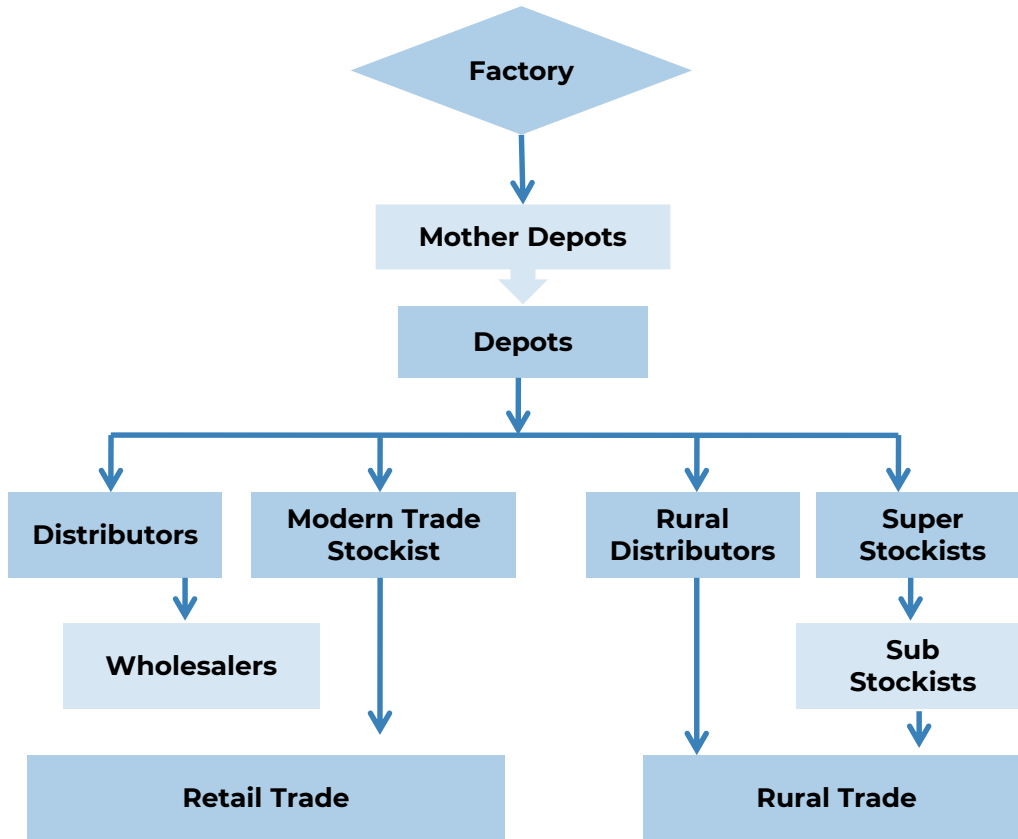 Factory
Mother Depots
Depots
Distributors
Modern Trade
Stockist
Rural
Distributors
Super
Stockists
Wholesalers
Sub
Stockists
Retail Trade
Rural Trade